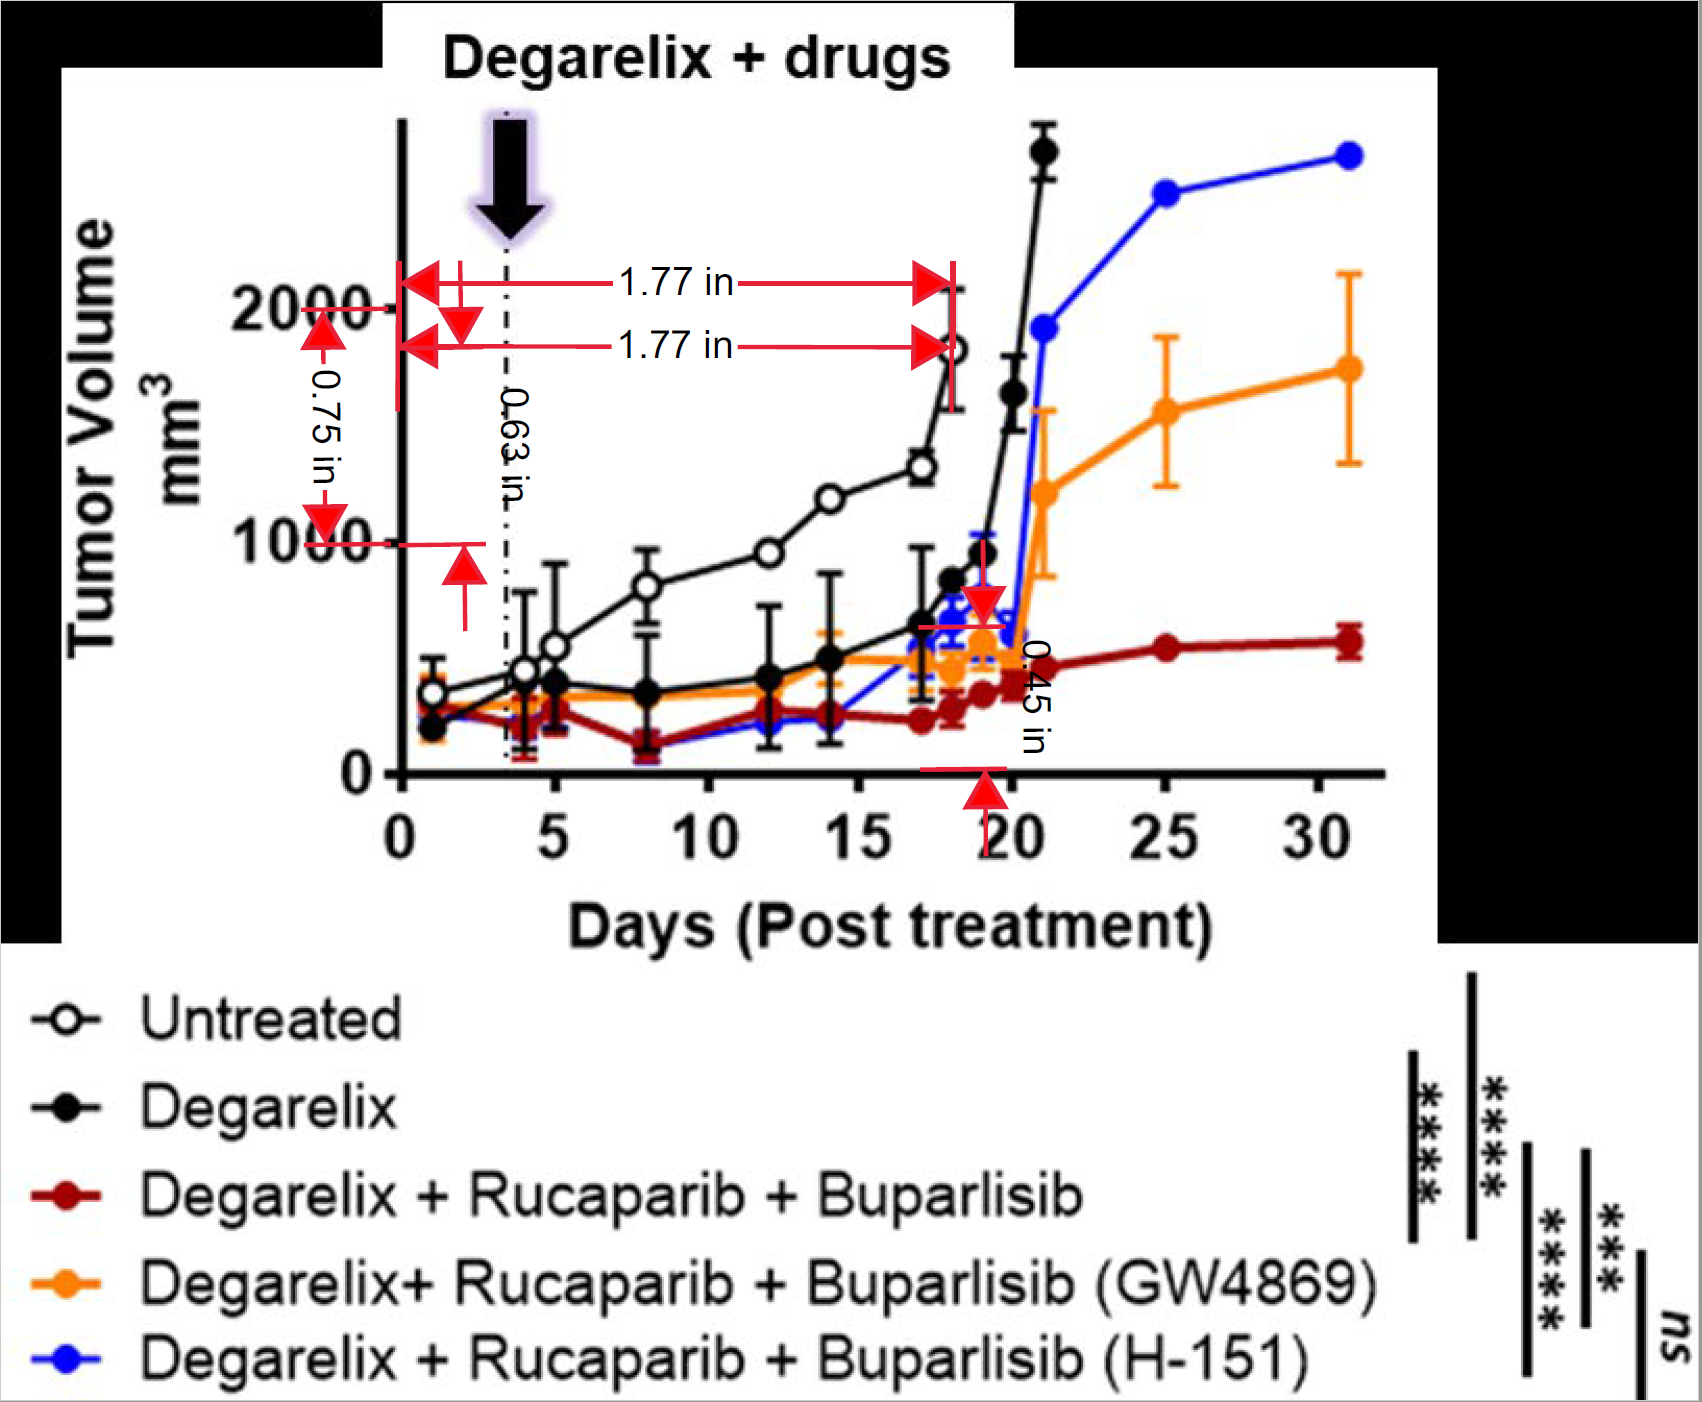 Degarelix + drugs
Tumor Volume
mm³
2000
1000
0
1.77 in
1.77 in
0.75 in
0.63 in
0.45 in
0 5 10 15 20 25 30
Days (Post treatment)
Untreated
Degarelix
Degarelix + Rucaparib + Buparlisib
Degarelix+ Rucaparib + Buparlisib (GW4869)
Degarelix + Rucaparib + Buparlisib (H-151)
****
****
****
***
ns